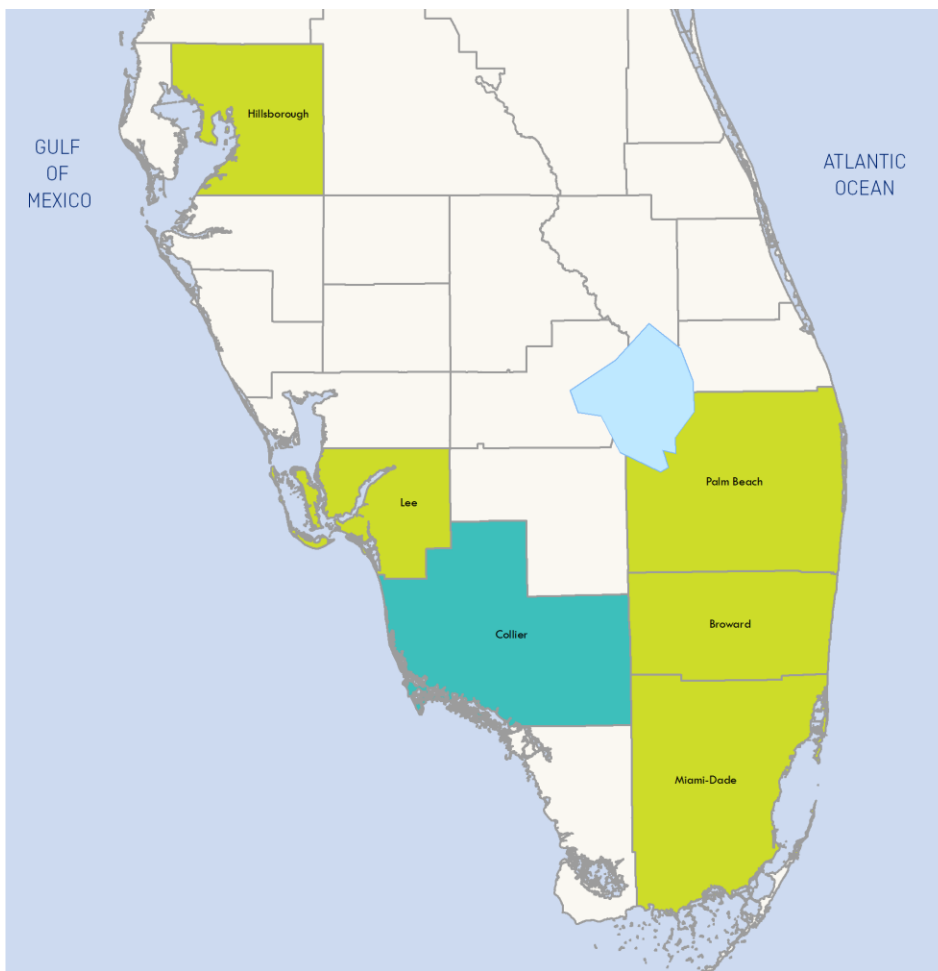 Hillsborough
GULF
OF
MEXICO
ATLANTIC
OCEAN
Palm Beach
Lee
Broward
Collier
Miami-Dade